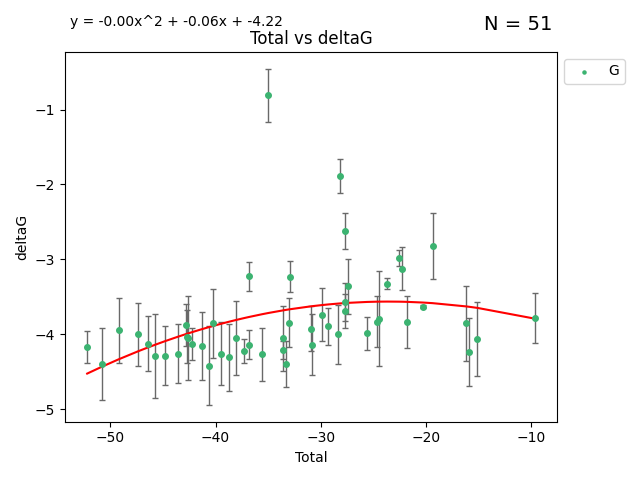 y = -0.00x^2 + -0.06x + -4.22
N = 51
Total vs deltaG
G
−1
−2
−3
−4
−5
deltaG
−50 −40 −30 −20 −10
Total